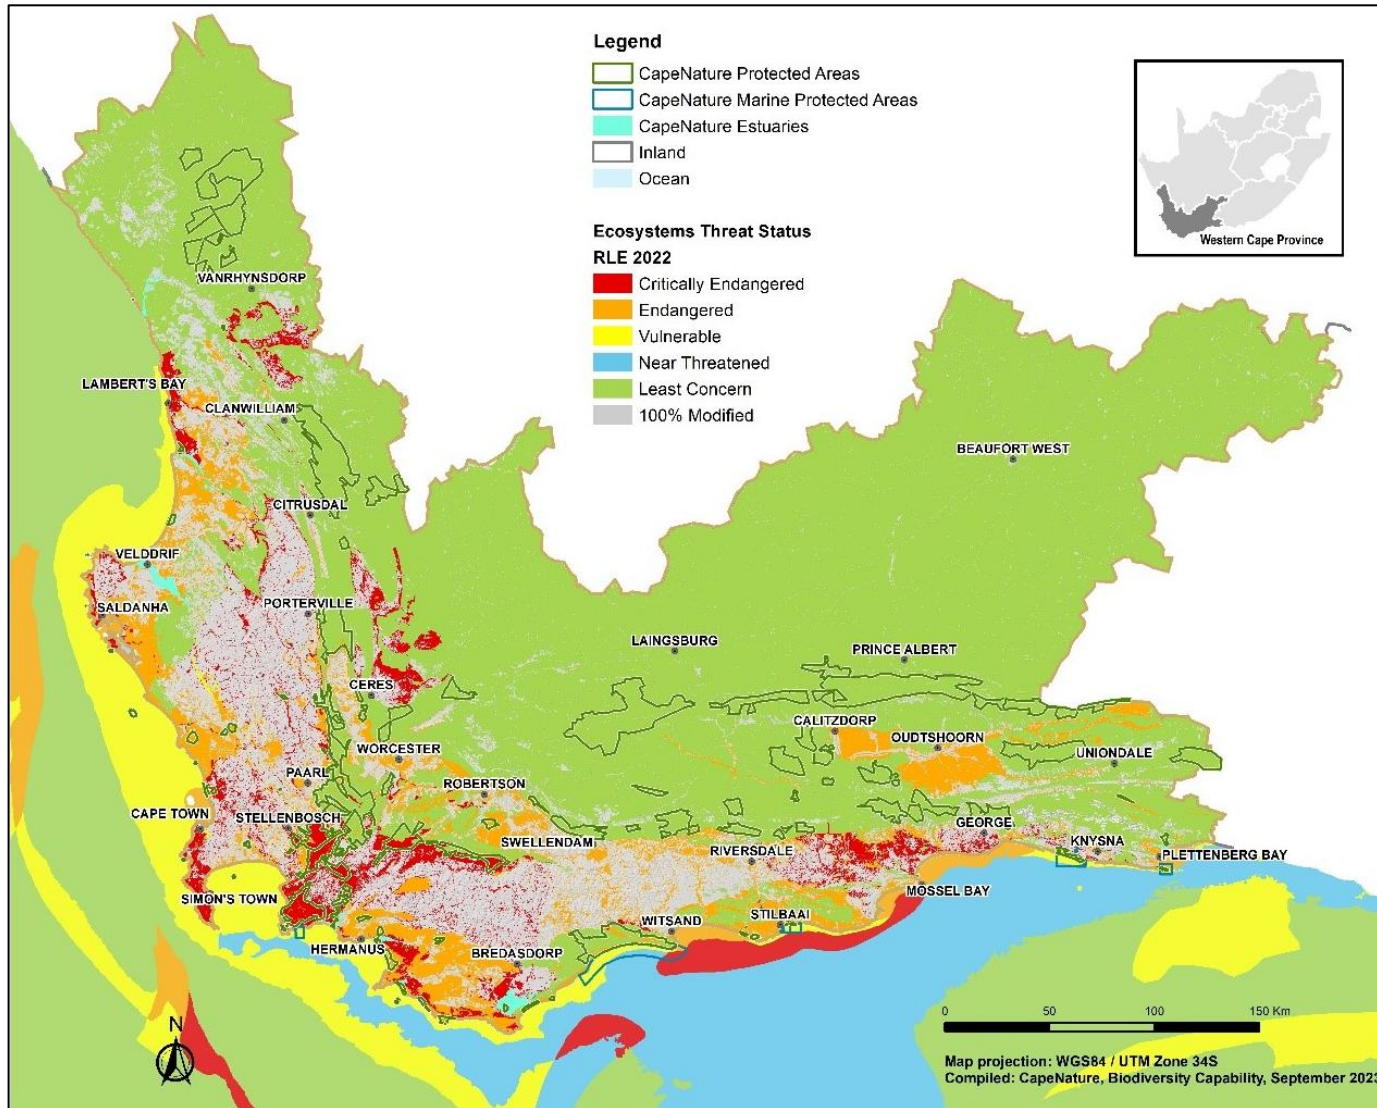 Legend
CapeNature Protected Areas
CapeNature Marine Protected Areas
CapeNature Estuaries
Inland
Ocean
Ecosystems Threat Status
RLE 2022
Critically Endangered
Endangered
Vulnerable
Near Threatened
Least Concern
100% Modified
Western Cape Province
VANRHYNSDORP
LAMBERT'S BAY
CLANWILLIAM
BEAUFORT WEST
CITRUSDAL
VELDDRIF
SALDANHA
PORTERVILLE
LAINGSBURG
PRINCE ALBERT
CERES
CALITZDORP
OUDTSHOORN
WORCESTER
UNIONDALE
PAARL
ROBERTSON
CAPE TOWN
STELLENBOSCH
GEORGE
SWELLENDAM
KNYSNA
RIVERSDALE
PLETTENBERG BAY
MOSSEL BAY
SIMON'S TOWN
STILBAAI
WITSAND
HERMANUS
BREDASDORP
0 50 100 150 Km
N
Map projection: WGS84 / UTM Zone 34S
Compiled: CapeNature, Biodiversity Capability, September 2023